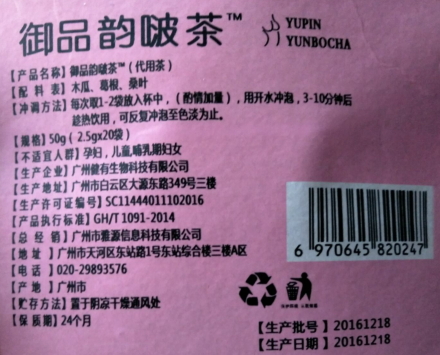 御品韵啵茶™
YUPIN
YUNBOCHA
【产品名称】御品韵啵茶™（代用茶）
【配 料 表】木瓜、葛根、桑叶
【冲调方法】每次取1-2袋放入杯中，（酌情加量），用开水冲泡，3-10分钟后
趁热饮用，可反复冲泡至色淡为止。
【规格】50g（2.5gx20袋）
【不适宜人群】孕妇，儿童，哺乳期妇女
【生产企业】广州健有生物科技有限公司
【生产地址】广州市白云区大源东路349号三楼
【生产许可证编号】SC11444011102016
【产品执行标准】GH/T 1091-2014
【总 经 销】广州市雅源信息科技有限公司
【地 址 】广州市天河区东站路1号东站综合楼三楼A区
【电话 】020-29893576
【产 地】广州市
【贮存方法】置于阴凉干燥通风处
【保 质 期】24个月
6 970645 820247
【生产批号】20161218
【生产日期】20161218